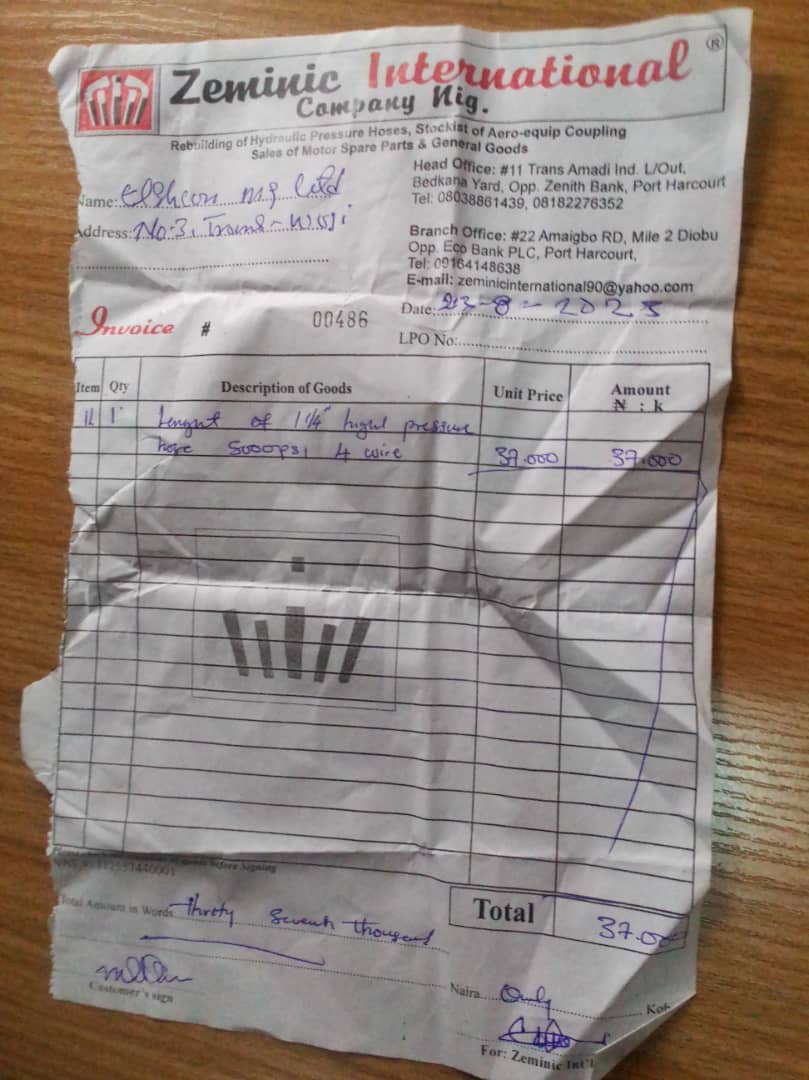 Zeminic International ®
Company Nig.
Rebuilding of Hydraulic Pressure Hoses, Stockist of Aero-equip Coupling
Sales of Motor Spare Parts & General Goods
Head Office: #11 Trans Amadi Ind. L/Out,
Bedkana Yard, Opp. Zenith Bank, Port Harcourt
Tel: 08038861439, 08182276352
Name: Elshcon Nig Ltd
Address: No.3, Trans-Woji
Branch Office: #22 Amaigbo RD, Mile 2 Diobu
Opp. Eco Bank PLC, Port Harcourt,
Tel: 09164148638
E-mail: zeminicinternational90@yahoo.com
Date: 23-8-2023
Invoice # 00486
LPO No:
Item Qty Description of Goods Unit Price Amount
₦ : k
1 Lenght of 1 1/4" high pressure
hose 5000psi 4 wire 37.000 37.000
before Signing
Total 37.000
Total Amount in Words: Thirty Seventh thousand
Customer's sign
Naira Only Kob
For: Zeminic Int'l